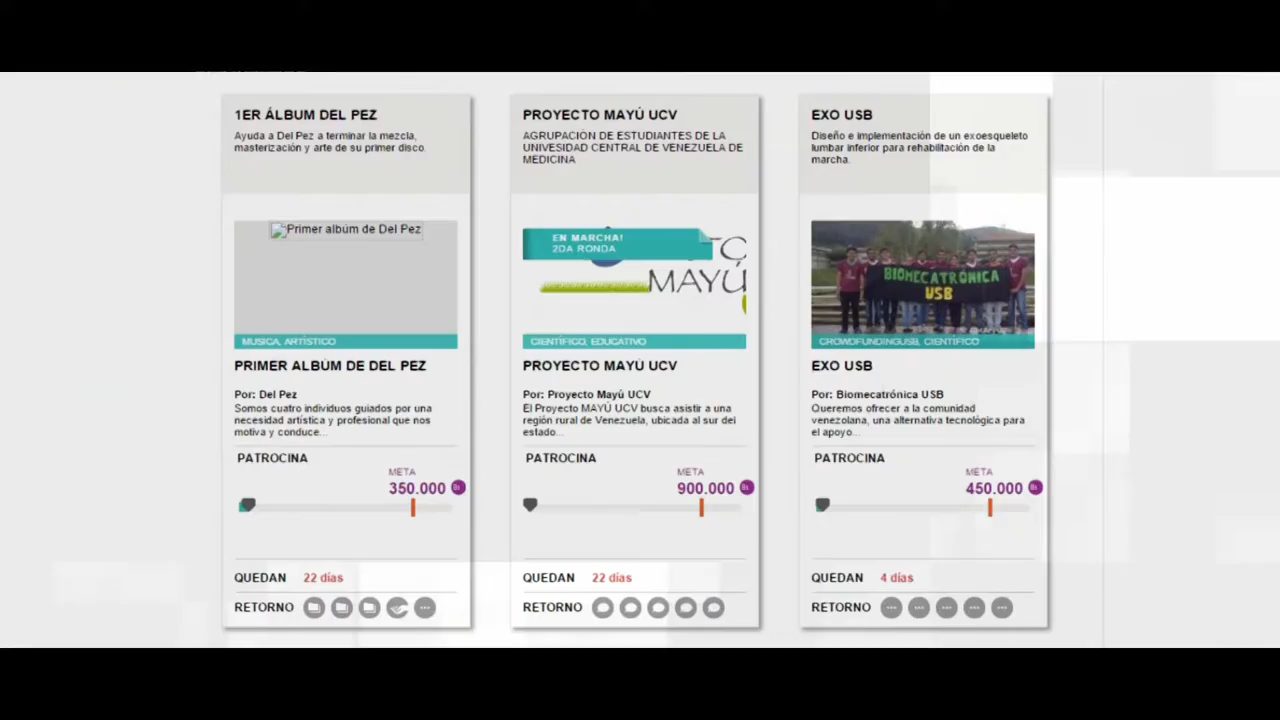 1ER ÁLBUM DEL PEZ
Ayuda a Del Pez a terminar la mezcla,
masterización y arte de su primer disco.
Primer album de Del Pez
MUSICA, ARTÍSTICO
PRIMER ALBÚM DE DEL PEZ
Por: Del Pez
Somos cuatro individuos guiados por una
necesidad artística y profesional que nos
motiva y conduce...
PATROCINA
META
350.000 Bs
QUEDAN 22 días
RETORNO
PROYECTO MAYÚ UCV
AGRUPACIÓN DE ESTUDIANTES DE LA
UNIVESIDAD CENTRAL DE VENEZUELA DE
MEDICINA
EN MARCHA!
2DA RONDA
MAYÚ
CIENTÍFICO, EDUCATIVO
PROYECTO MAYÚ UCV
Por: Proyecto Mayú UCV
El Proyecto MAYÚ UCV busca asistir a una
región rural de Venezuela, ubicada al sur del
estado...
PATROCINA
META
900.000 Bs
QUEDAN 22 días
RETORNO
EXO USB
Diseño e implementación de un exoesqueleto
lumbar inferior para rehabilitación de la
marcha.
BIOMECATRÓNICA
USB
CROWDFUNDINGUSB, CIENTÍFICO
EXO USB
Por: Biomecatrónica USB
Queremos ofrecer a la comunidad
venezolana, una alternativa tecnológica para
el apoyo...
PATROCINA
META
450.000 Bs
QUEDAN 4 días
RETORNO